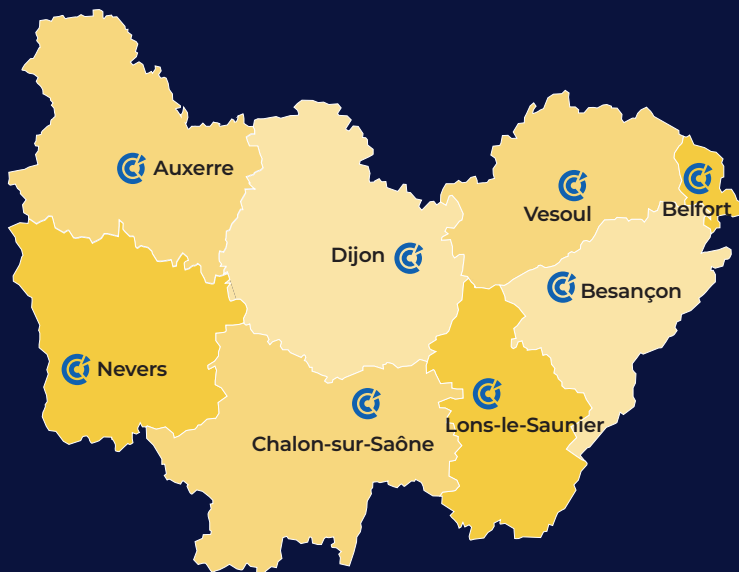 Auxerre
Vesoul
Belfort
Dijon
Besançon
Nevers
Lons-le-Saunier
Chalon-sur-Saône